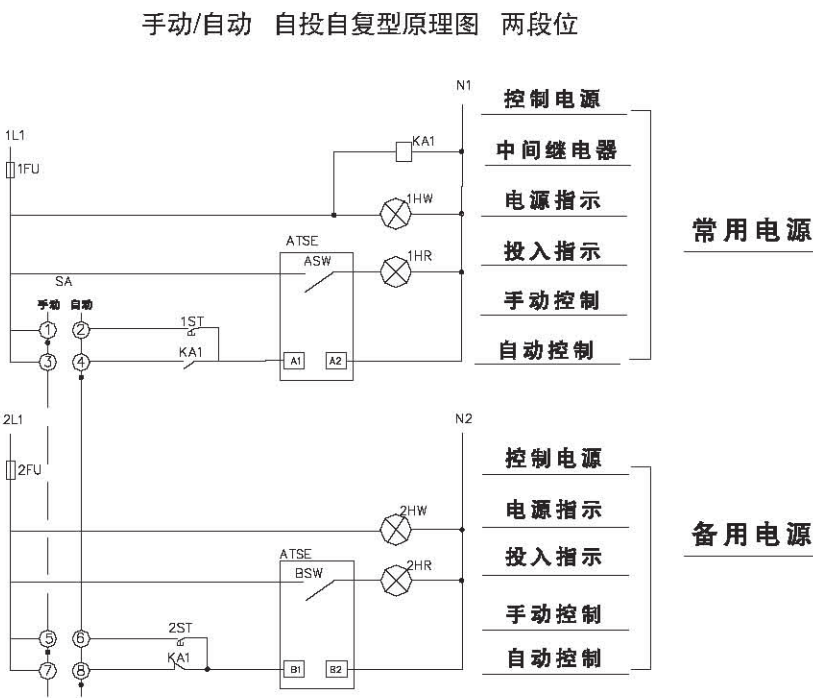 手动/自动 自投自复型原理图 两段位
N1
控制电源
1L1
KA1
中间继电器
1FU
1HW
电源指示
常用电源
ATSE
ASW
1HR
投入指示
SA
手动 自动
手动控制
1 2
1ST
KA1
自动控制
3 4
A1 A2
2L1
N2
控制电源
2FU
2HW
电源指示
备用电源
ATSE
BSW
2HR
投入指示
手动控制
5 6
2ST
KA1
自动控制
7 8
B1 B2